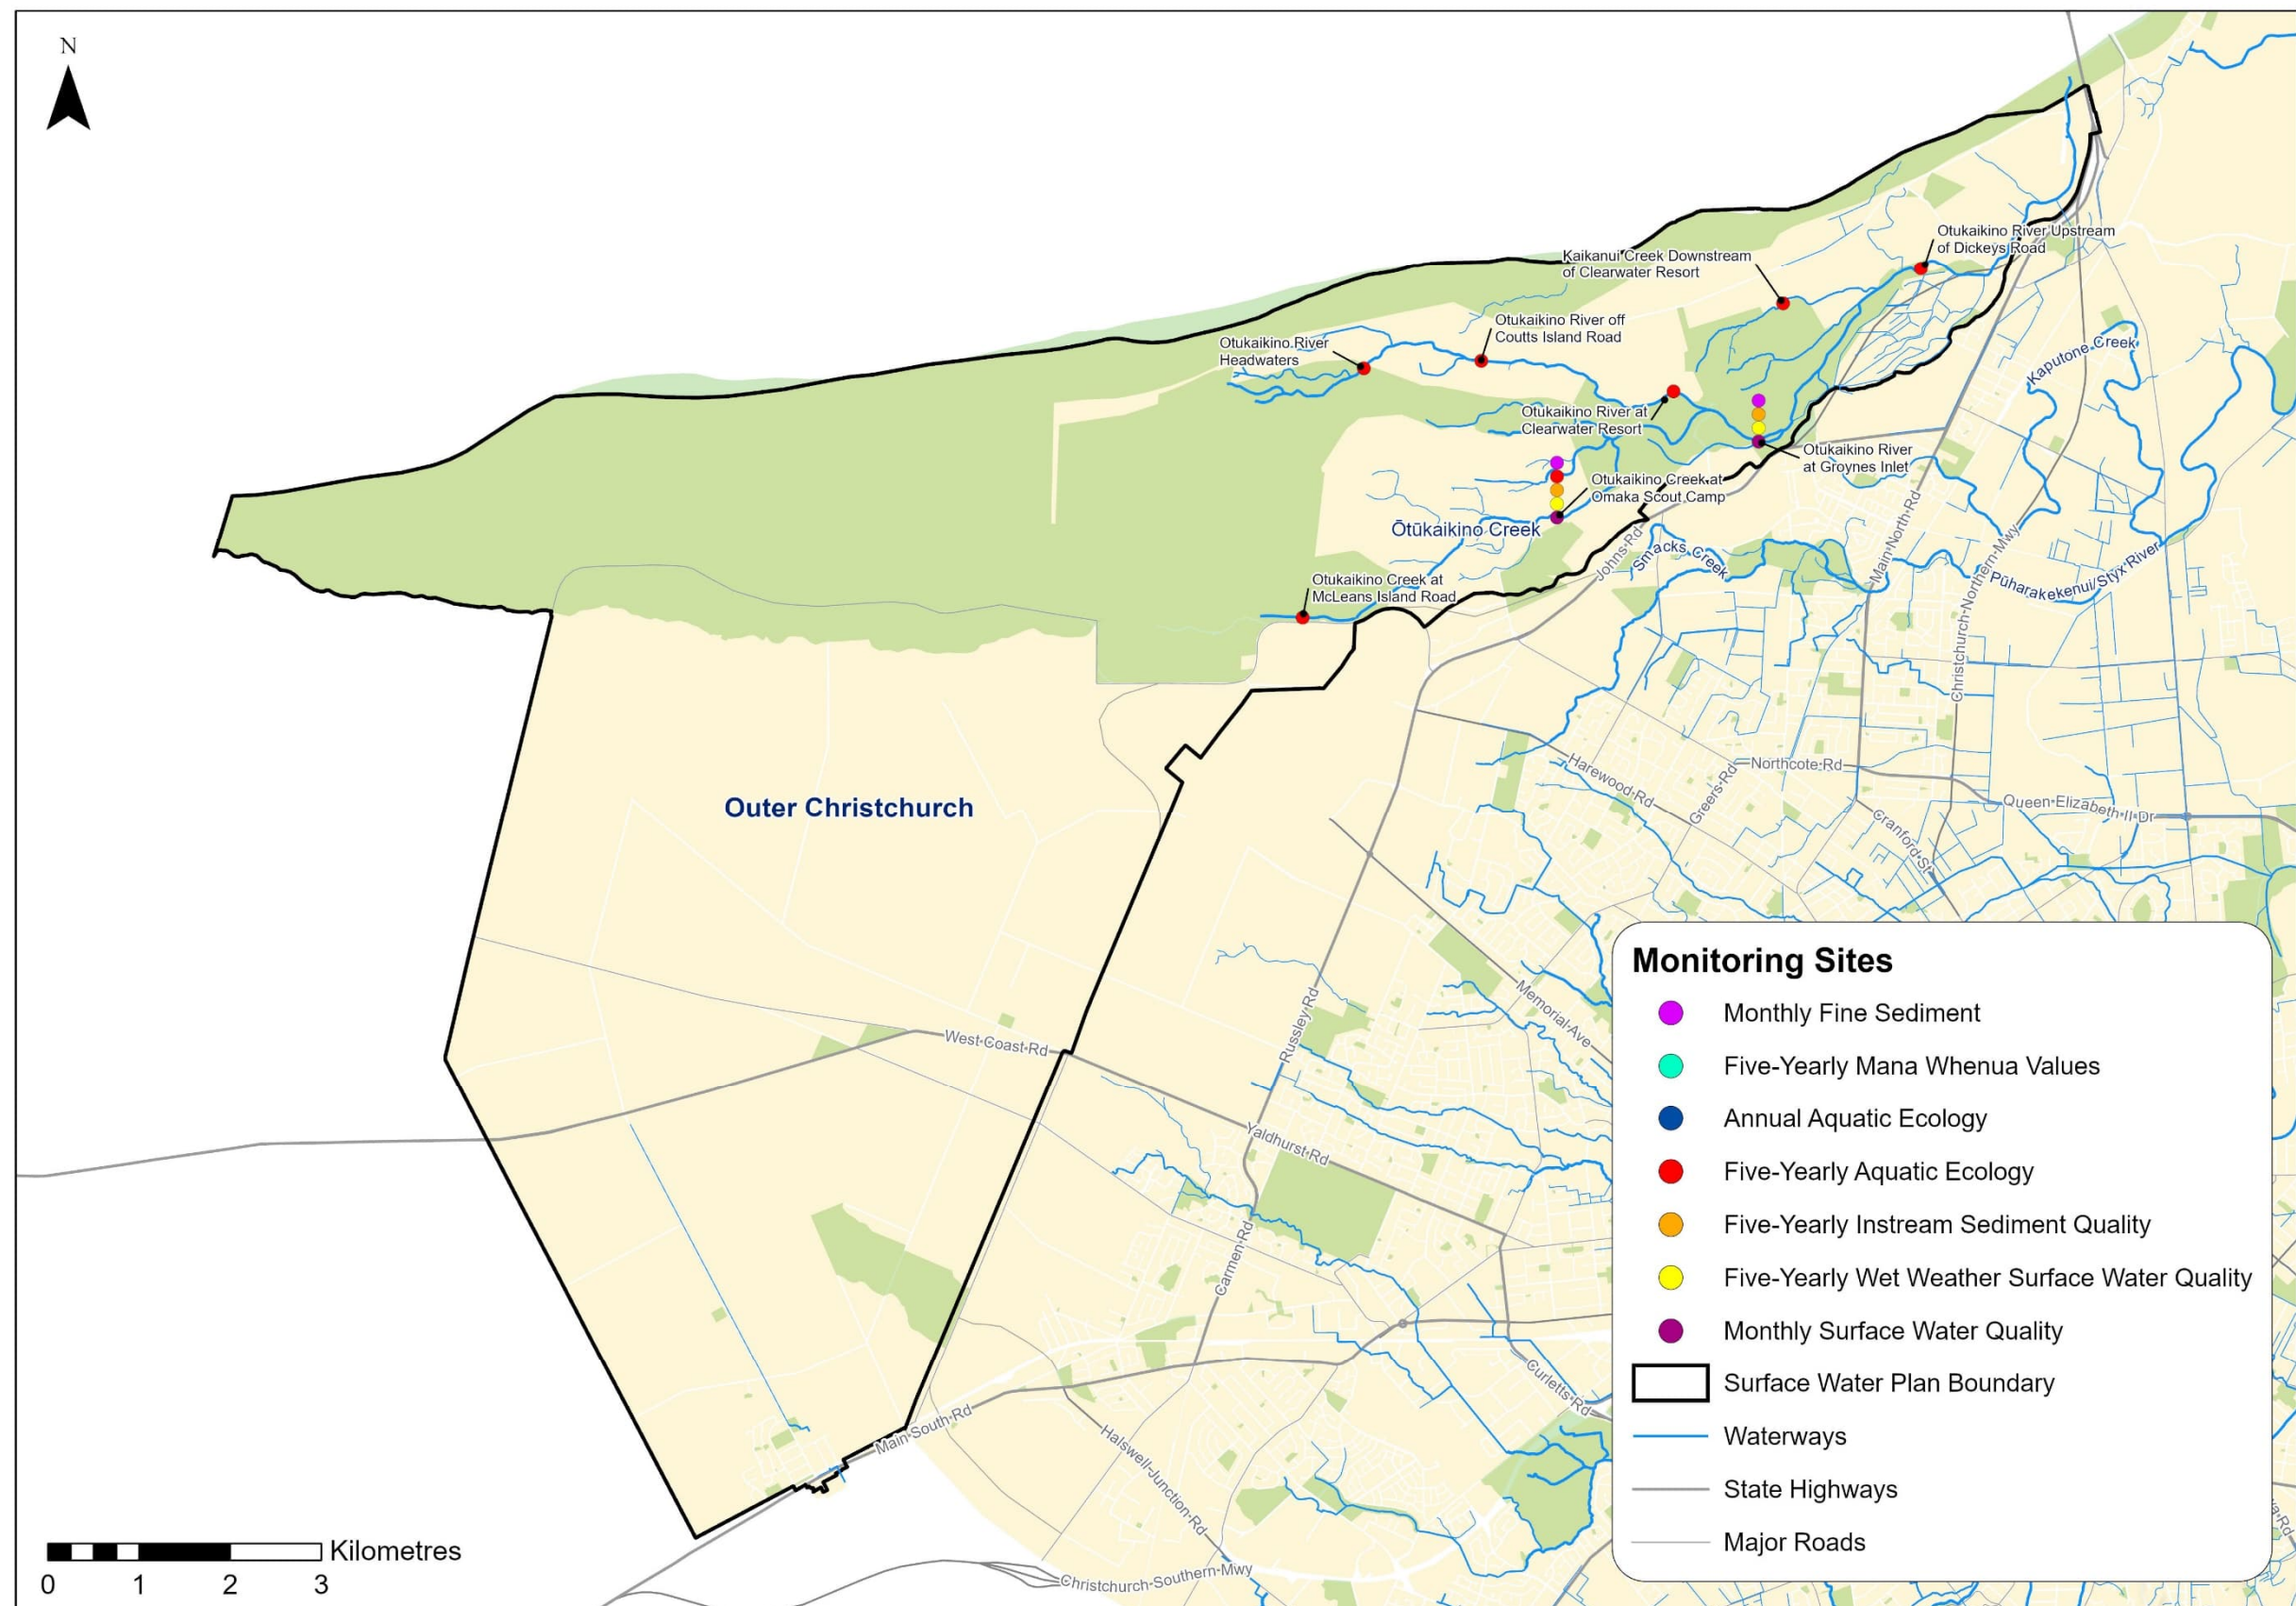 N
Otukaikino River Upstream
of Dickeys Road
Kaikanui Creek Downstream
of Clearwater Resort
Otukaikino River off
Coutts Island Road
Otukaikino River
Headwaters
Kaputone Creek
Otukaikino River at
Clearwater Resort
Otukaikino River
at Groynes Inlet
Otukaikino Creek at
Omaka Scout Camp
Ōtūkaikino Creek
Johns Rd
Smacks Creek
Main North Rd
Christchurch Northern Mwy
Pūharakekenui/Styx River
Otukaikino Creek at
McLeans Island Road
Harewood Rd
Greers Rd
Northcote Rd
Queen Elizabeth II Dr
Cranford St
Outer Christchurch
West Coast Rd
Russley Rd
Memorial Ave
Yaldhurst Rd
Carmen Rd
Curletts Rd
Main South Rd
Halswell Junction Rd
Christchurch Southern Mwy
Monitoring Sites
Monthly Fine Sediment
Five-Yearly Mana Whenua Values
Annual Aquatic Ecology
Five-Yearly Aquatic Ecology
Five-Yearly Instream Sediment Quality
Five-Yearly Wet Weather Surface Water Quality
Monthly Surface Water Quality
Surface Water Plan Boundary
Waterways
State Highways
Major Roads
Kilometres
0 1 2 3